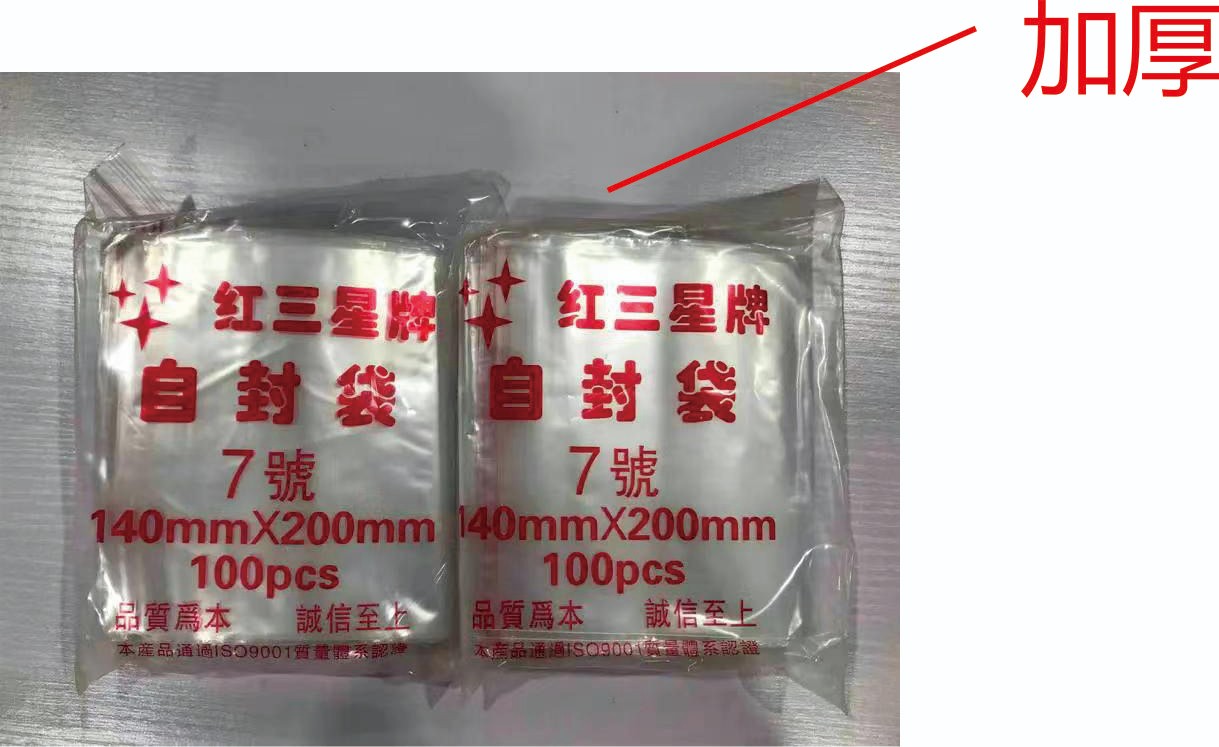 加厚
红三星牌
自封袋
7號
140mmX200mm
100pcs
品質爲本 誠信至上
本産品通過ISO9001質量體系認證
红三星牌
自封袋
7號
140mmX200mm
100pcs
品質爲本 誠信至上
本産品通過ISO9001質量體系認證